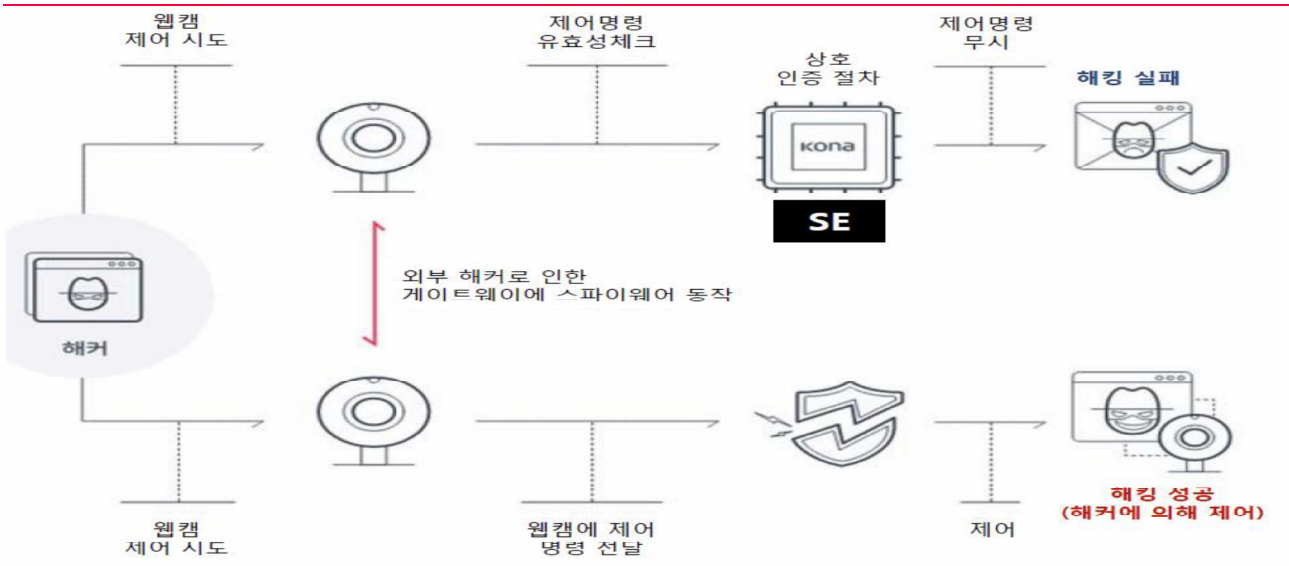 웹캠
제어 시도
제어명령
유효성체크
상호
인증 절차
제어명령
무시
해킹 실패
кona
SE
외부 해커로 인한
게이트웨이에 스파이웨어 동작
해커
웹캠
제어 시도
웹캠에 제어
명령 전달
제어
해킹 성공
(해커에 의해 제어)